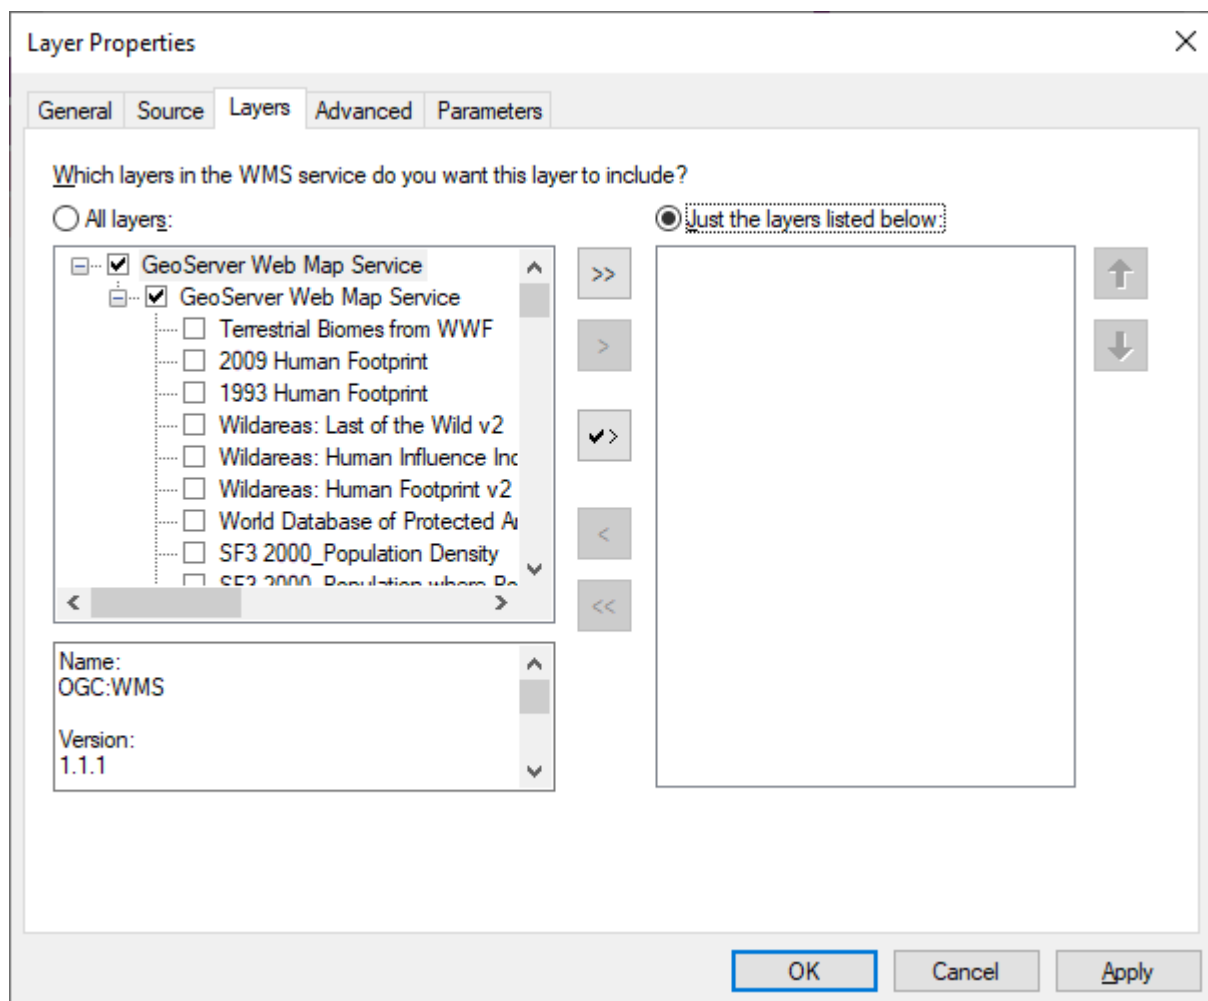 Layer Properties
General Source Layers Advanced Parameters
Which layers in the WMS service do you want this layer to include?
All layers:
Just the layers listed below:
GeoServer Web Map Service
GeoServer Web Map Service
Terrestrial Biomes from WWF
2009 Human Footprint
1993 Human Footprint
Wildareas: Last of the Wild v2
Wildareas: Human Influence Inc
Wildareas: Human Footprint v2
World Database of Protected A
SF3 2000_Population Density
SF3 2000_Population where Po
>>
>
✔>
<
<<
Name:
OGC:WMS
Version:
1.1.1
OK Cancel Apply